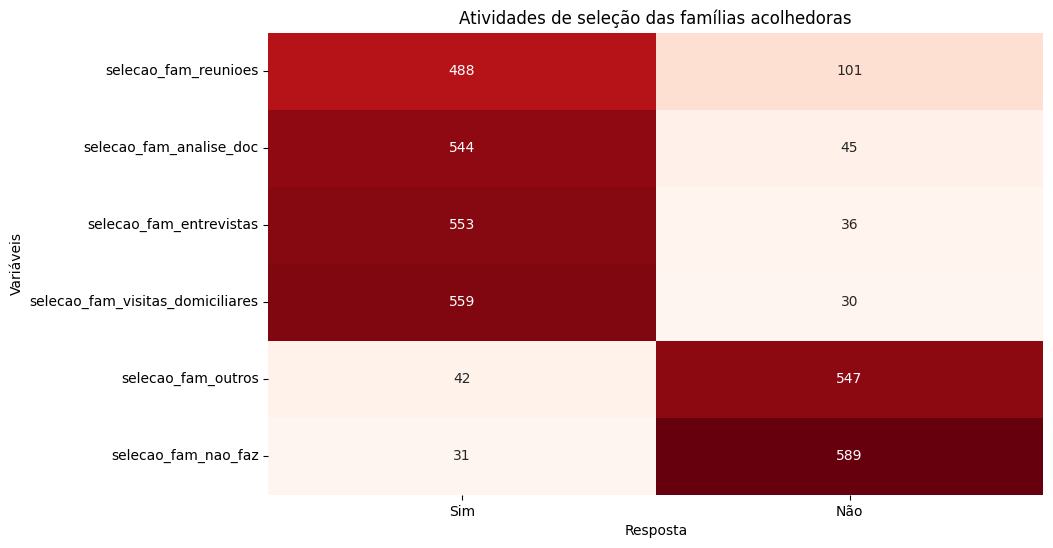 Atividades de seleção das famílias acolhedoras
selecao_fam_reunioes 488 101
selecao_fam_analise_doc 544 45
selecao_fam_entrevistas 553 36
selecao_fam_visitas_domiciliares 559 30
selecao_fam_outros 42 547
selecao_fam_nao_faz 31 589
Variáveis
Sim Não
Resposta